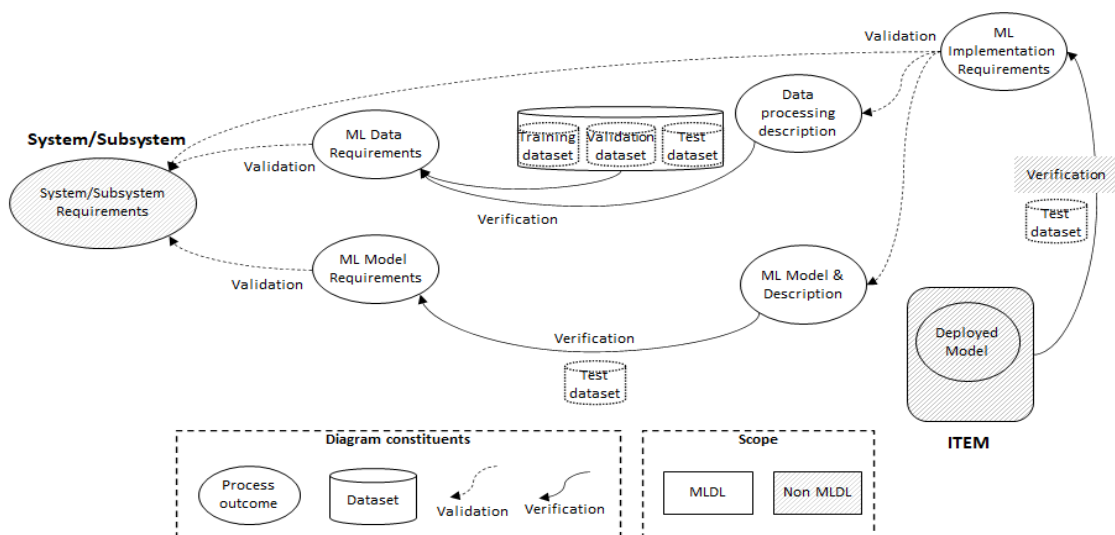 Validation
ML
Implementation
Requirements
Data
processing
description
System/Subsystem
System/Subsystem
Requirements
ML Data
Requirements
Validation
Training
dataset
Validation
dataset
Test
dataset
Verification
Verification
Test
dataset
ML Model
Requirements
Validation
ML Model &
Description
Verification
Test
dataset
Deployed
Model
ITEM
Diagram constituents
Process
outcome
Dataset
Validation
Verification
Scope
MLDL
Non MLDL